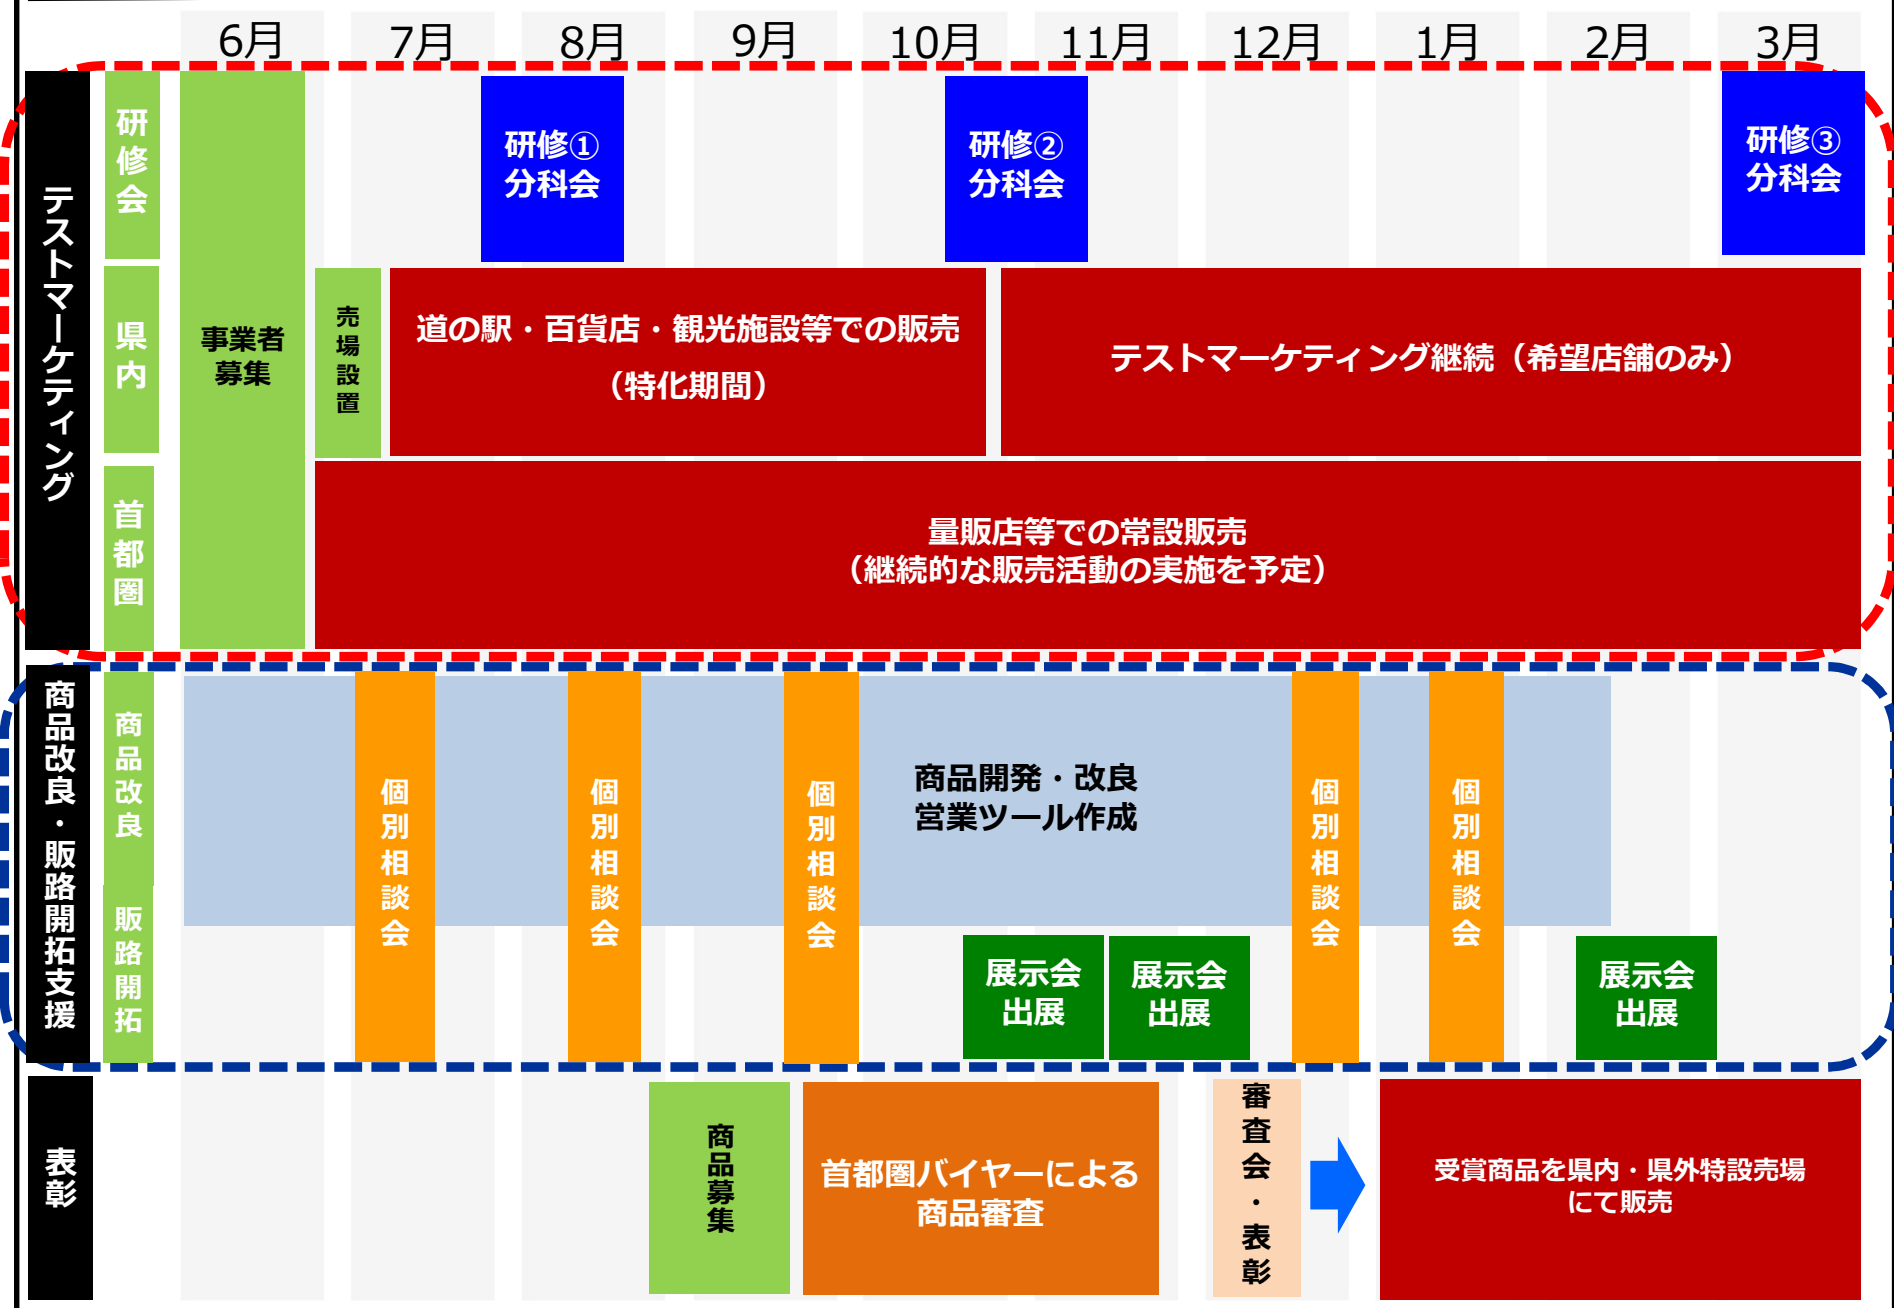 6月 7月 8月 9月 10月 11月 12月 1月 2月 3月
テストマーケティング
研修会
研修①
分科会
研修②
分科会
研修③
分科会
事業者
募集
県内
売場設置
道の駅・百貨店・観光施設等での販売
（特化期間）
テストマーケティング継続（希望店舗のみ）
首都圏
量販店等での常設販売
（継続的な販売活動の実施を予定）
商品改良・販路開拓支援
商品改良
販路開拓
個別相談会
個別相談会
個別相談会
商品開発・改良
営業ツール作成
個別相談会
個別相談会
展示会
出展
展示会
出展
展示会
出展
表彰
商品募集
首都圏バイヤーによる
商品審査
審査会・表彰
受賞商品を県内・県外特設売場
にて販売